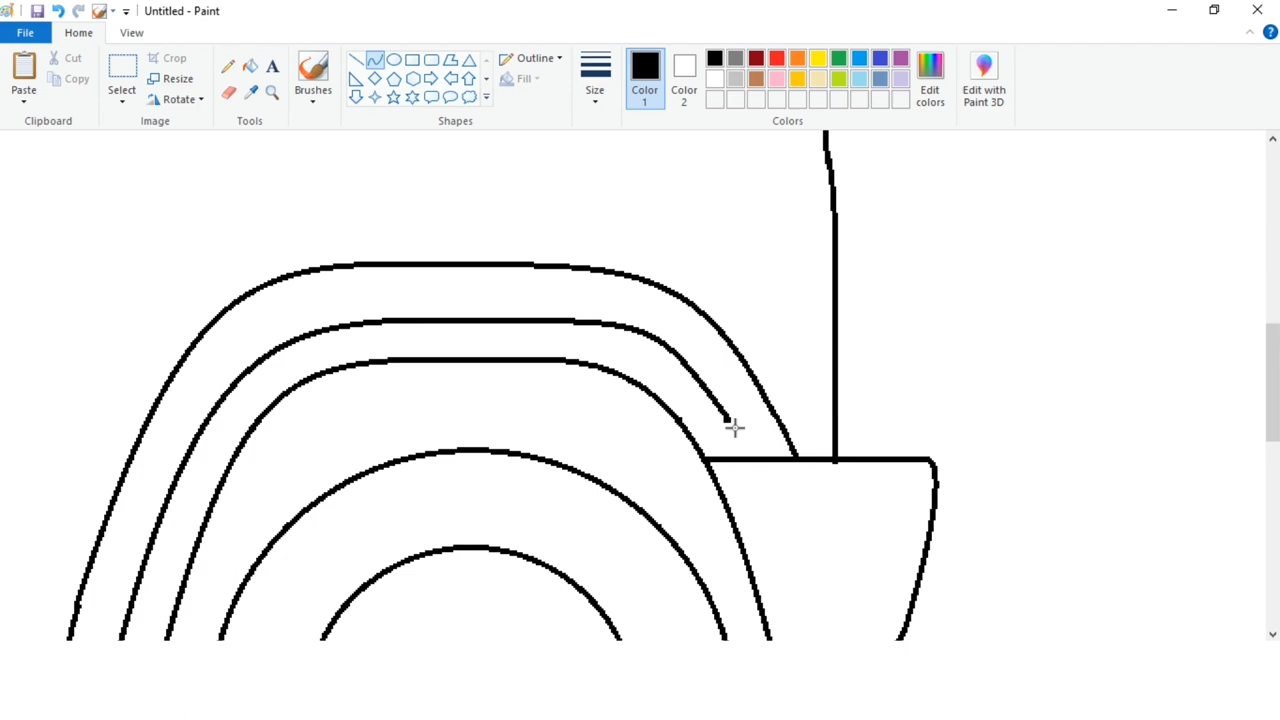 Untitled - Paint
File Home View
Paste
Cut
Copy
Clipboard
Select
Crop
Resize
Rotate
Image
A
Tools
Brushes
Shapes
Outline
Fill
Size
Color 1
Color 2
Colors
Edit colors
Edit with Paint 3D